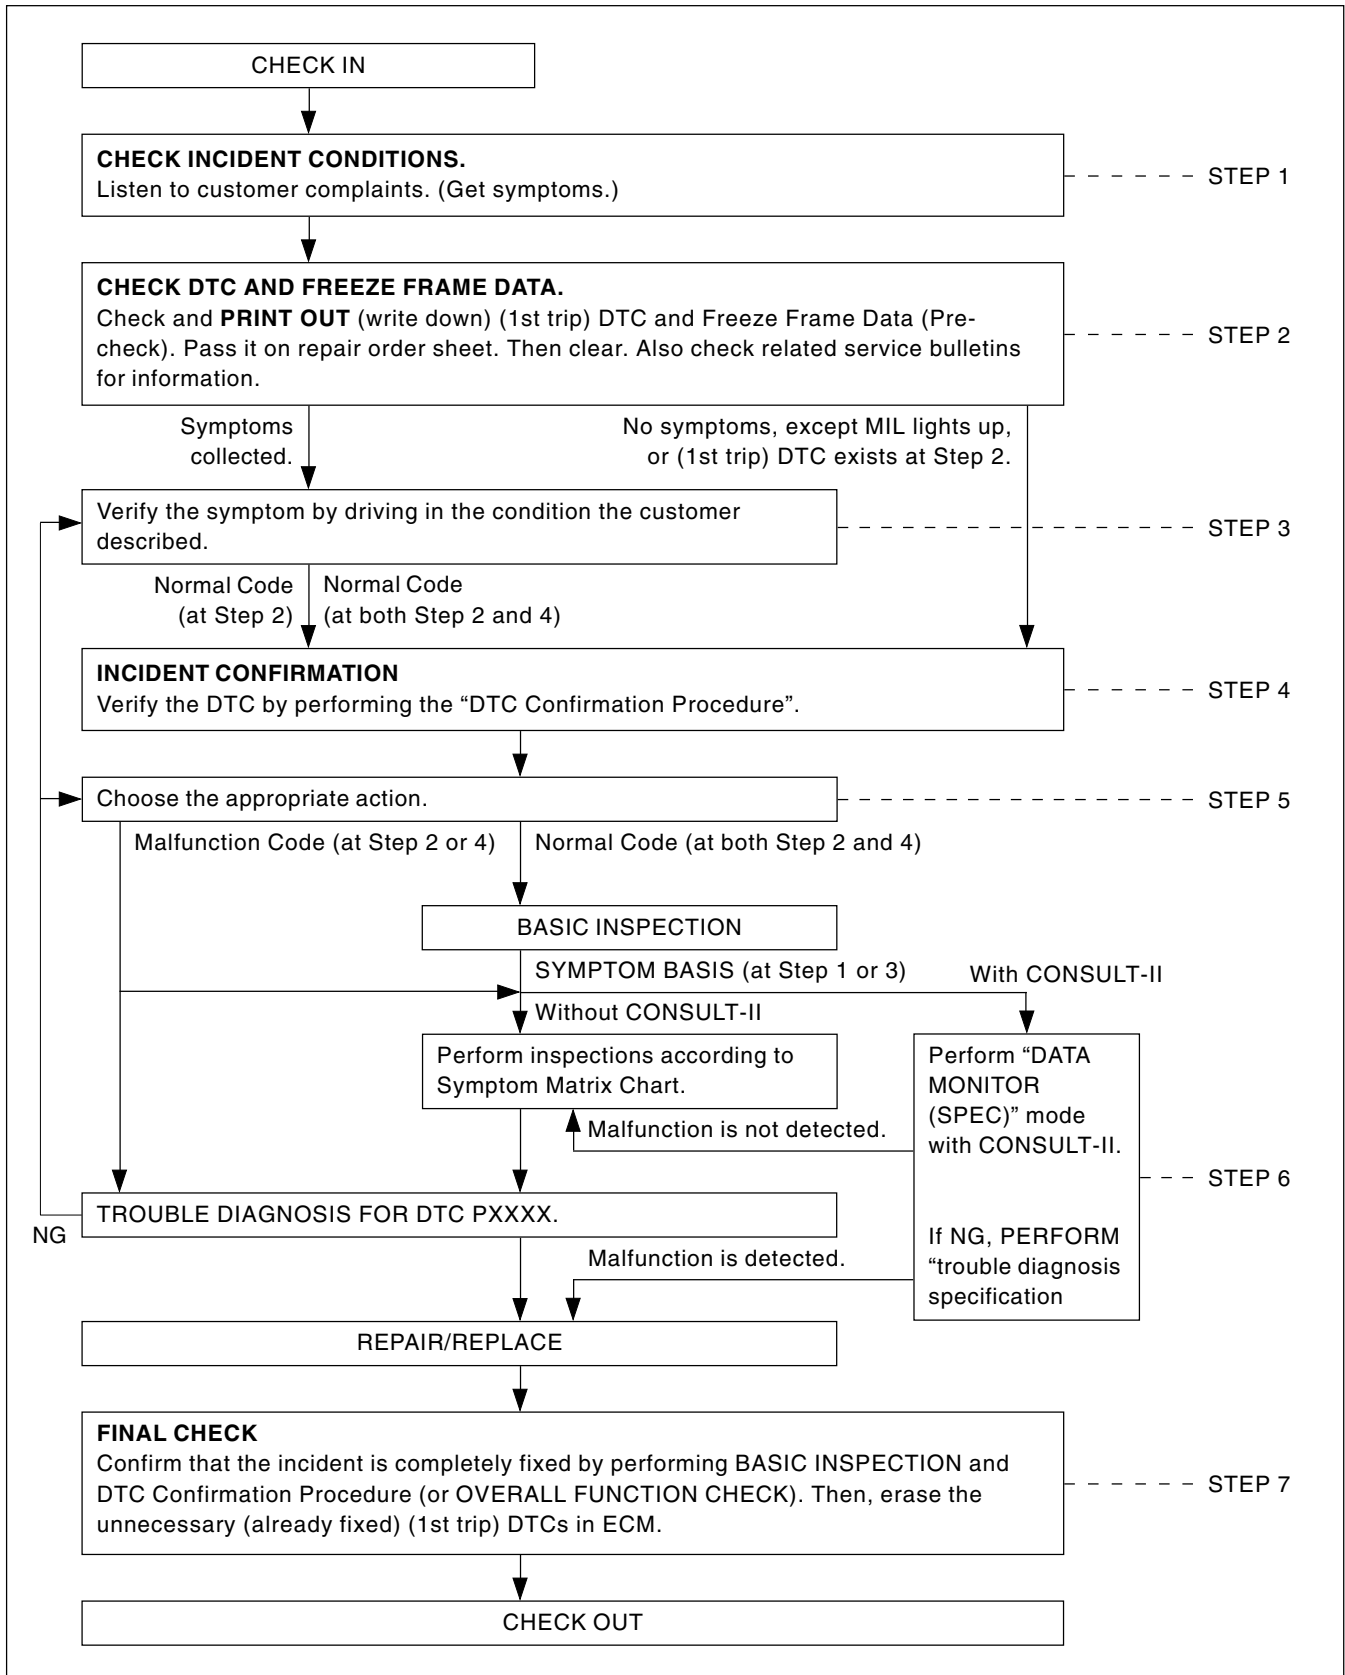 CHECK IN
CHECK INCIDENT CONDITIONS.
Listen to customer complaints. (Get symptoms.)
STEP 1
CHECK DTC AND FREEZE FRAME DATA.
Check and PRINT OUT (write down) (1st trip) DTC and Freeze Frame Data (Pre-
check). Pass it on repair order sheet. Then clear. Also check related service bulletins
for information.
STEP 2
Symptoms
collected.
No symptoms, except MIL lights up,
or (1st trip) DTC exists at Step 2.
Verify the symptom by driving in the condition the customer
described.
STEP 3
Normal Code
(at Step 2)
Normal Code
(at both Step 2 and 4)
INCIDENT CONFIRMATION
Verify the DTC by performing the “DTC Confirmation Procedure”.
STEP 4
Choose the appropriate action.
STEP 5
Malfunction Code (at Step 2 or 4)
Normal Code (at both Step 2 and 4)
BASIC INSPECTION
SYMPTOM BASIS (at Step 1 or 3)
With CONSULT-II
Without CONSULT-II
Perform inspections according to
Symptom Matrix Chart.
Perform “DATA
MONITOR
(SPEC)” mode
with CONSULT-II.
If NG, PERFORM
“trouble diagnosis
specification
Malfunction is not detected.
STEP 6
TROUBLE DIAGNOSIS FOR DTC PXXXX.
NG
Malfunction is detected.
REPAIR/REPLACE
FINAL CHECK
Confirm that the incident is completely fixed by performing BASIC INSPECTION and
DTC Confirmation Procedure (or OVERALL FUNCTION CHECK). Then, erase the
unnecessary (already fixed) (1st trip) DTCs in ECM.
STEP 7
CHECK OUT